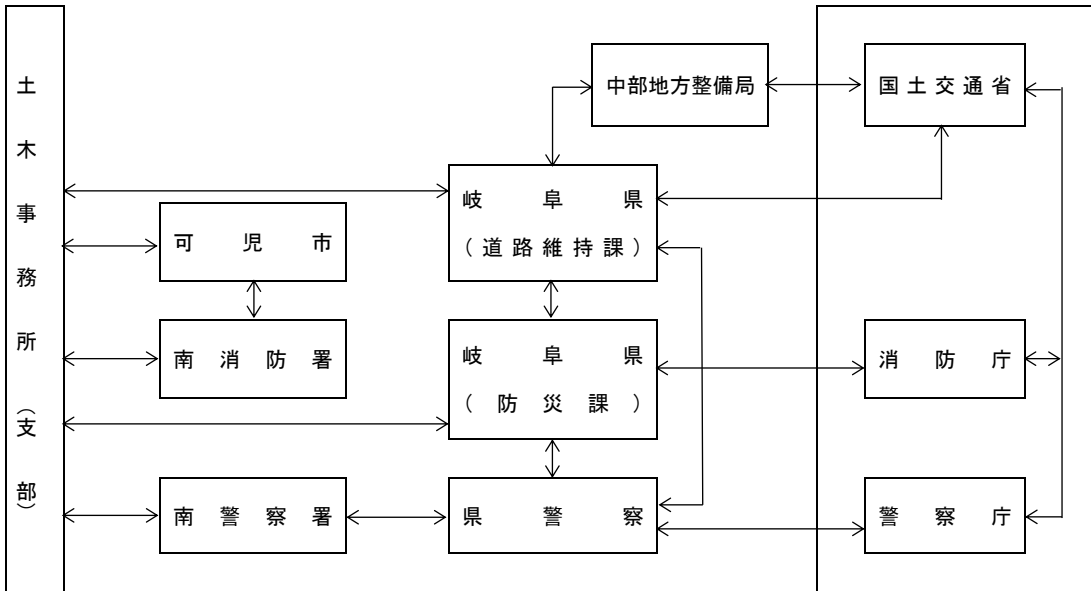 土木事務所（支部）
中部地方整備局
国土交通省
岐阜県
（道路維持課）
可児市
南消防署
岐阜県
（防災課）
消防庁
南警察署
県警察
警察庁